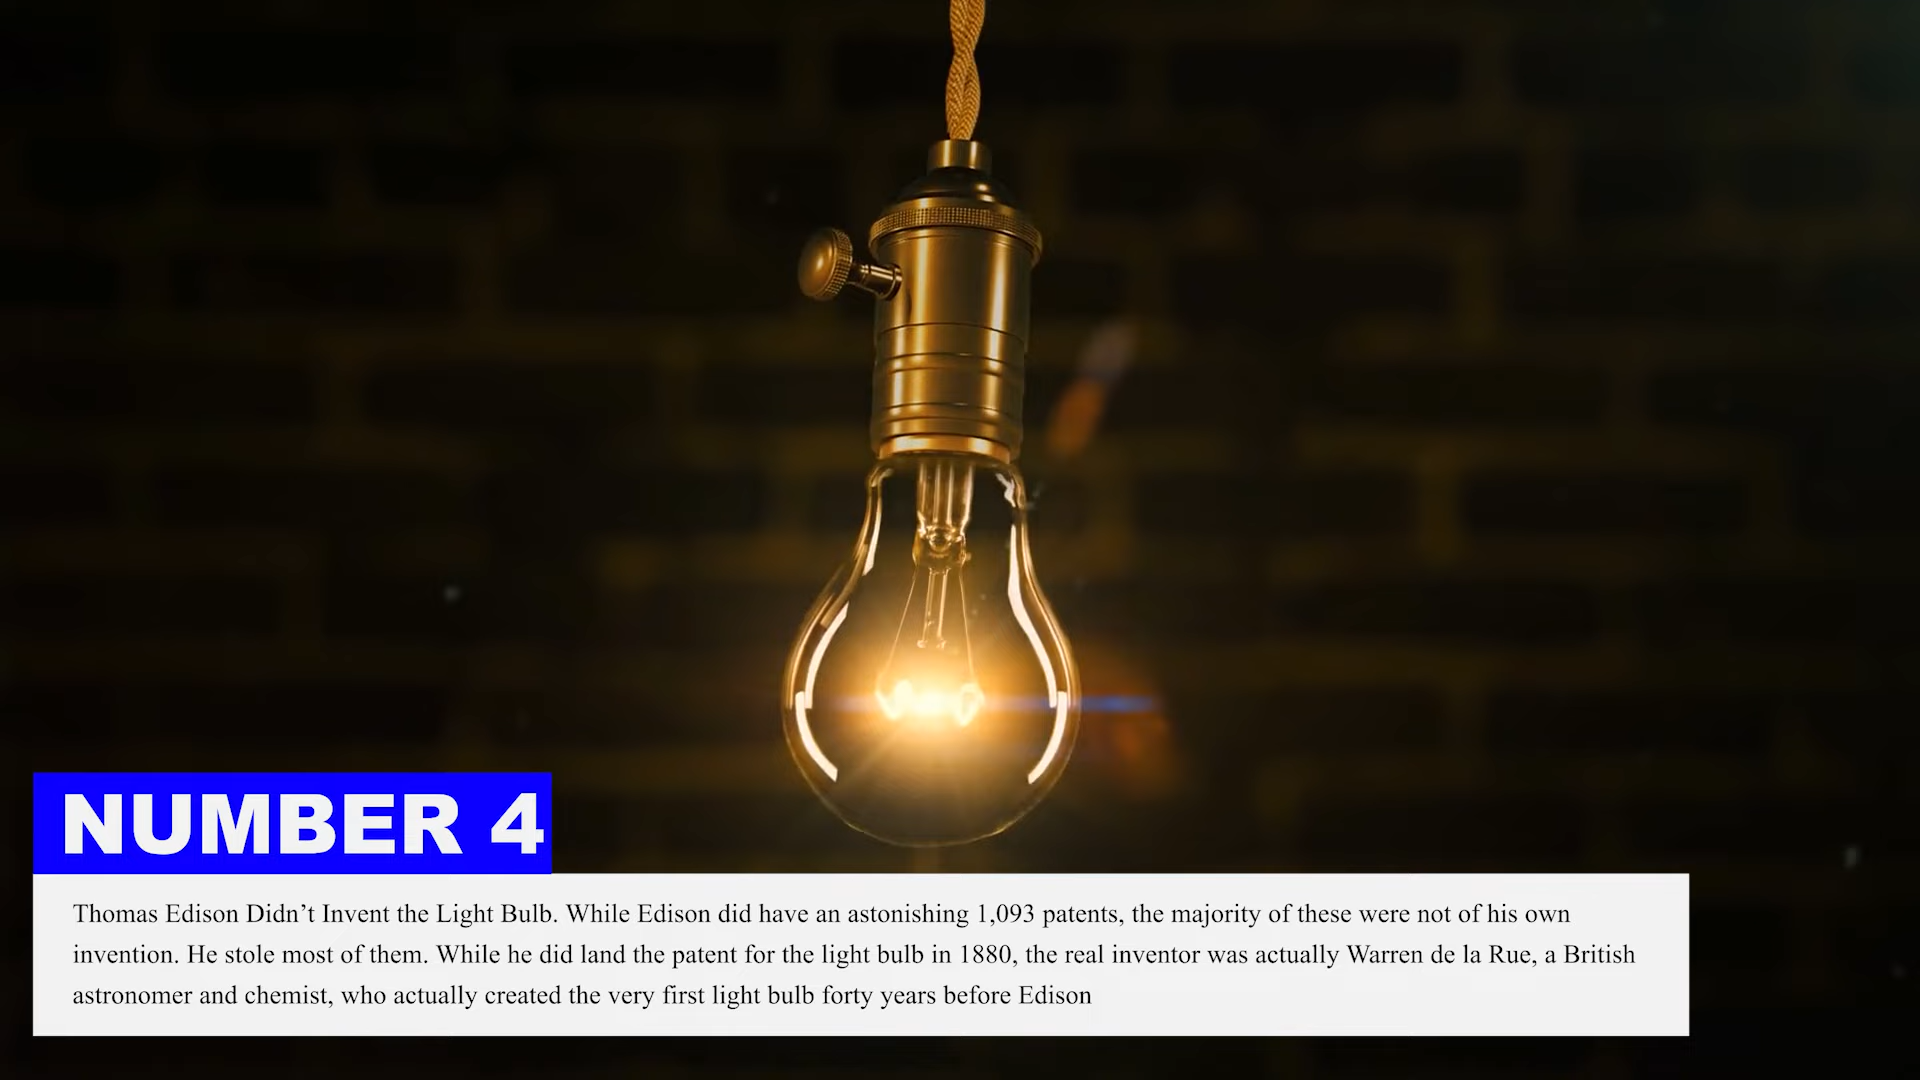 NUMBER 4
Thomas Edison Didn’t Invent the Light Bulb. While Edison did have an astonishing 1,093 patents, the majority of these were not of his own
invention. He stole most of them. While he did land the patent for the light bulb in 1880, the real inventor was actually Warren de la Rue, a British
astronomer and chemist, who actually created the very first light bulb forty years before Edison